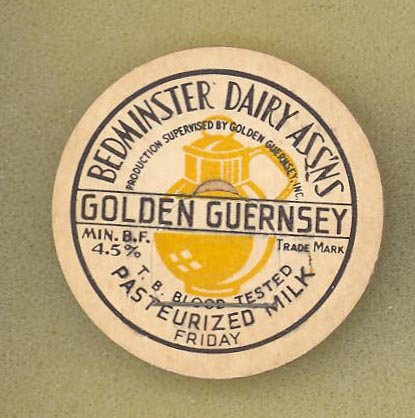 BEDMINSTER DAIRY ASS'NS
PRODUCTION SUPERVISED BY GOLDEN GUERNSEY, INC.
GOLDEN GUERNSEY
MIN. B.F.
4.5%
TRADE MARK
T. B. BLOOD TESTED
PASTEURIZED MILK
FRIDAY